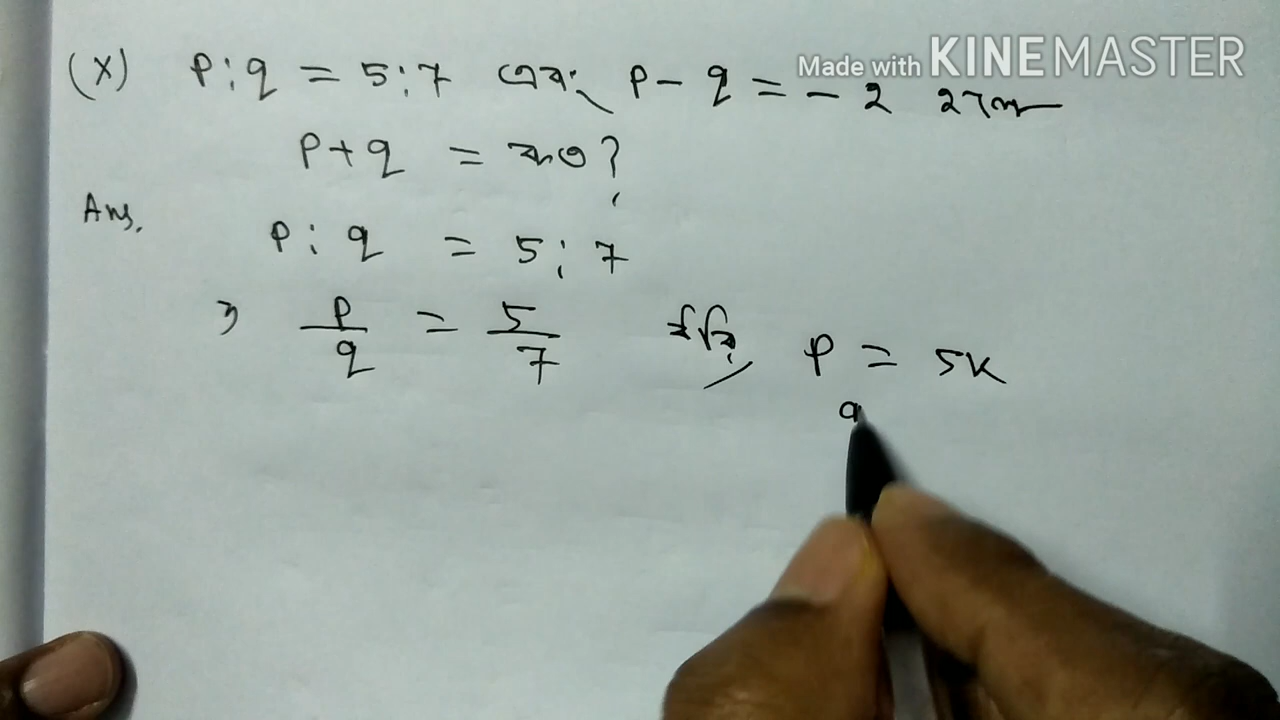 Made with KINEMASTER
(x) P : q = 5 : 7 এবং, P - q = - 2 হলে
P + q = কত ?
Ans. P : q = 5 : 7
P/q = 5/7 ধরি, P = 5K
q